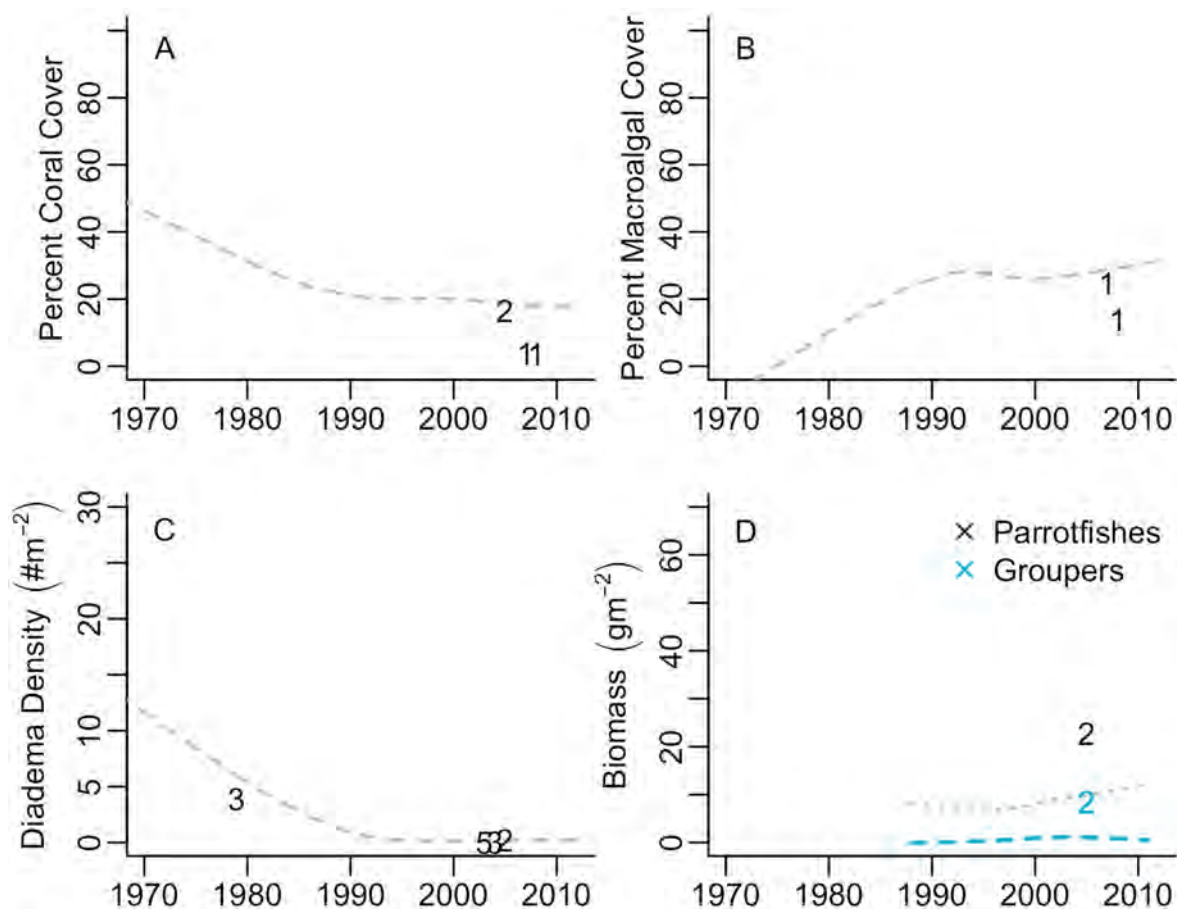 A
Percent Coral Cover
0 20 40 60 80
2
11
1970 1980 1990 2000 2010
B
Percent Macroalgal Cover
0 20 40 60 80
1
1
1970 1980 1990 2000 2010
C
Diadema Density (#m⁻²)
0 5 10 20 30
3
532
1970 1980 1990 2000 2010
D
Biomass (gm⁻²)
0 20 40 60
× Parrotfishes
× Groupers
2
2
1970 1980 1990 2000 2010